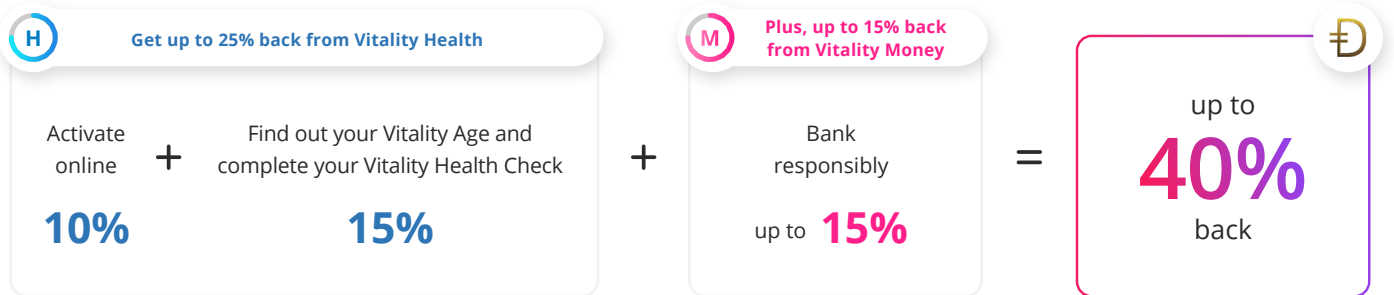 H
Get up to 25% back from Vitality Health
Activate
online
+
Find out your Vitality Age and
complete your Vitality Health Check
10%
15%
+
M
Plus, up to 15% back
from Vitality Money
Bank
responsibly
up to 15%
=
Đ
up to
40%
back